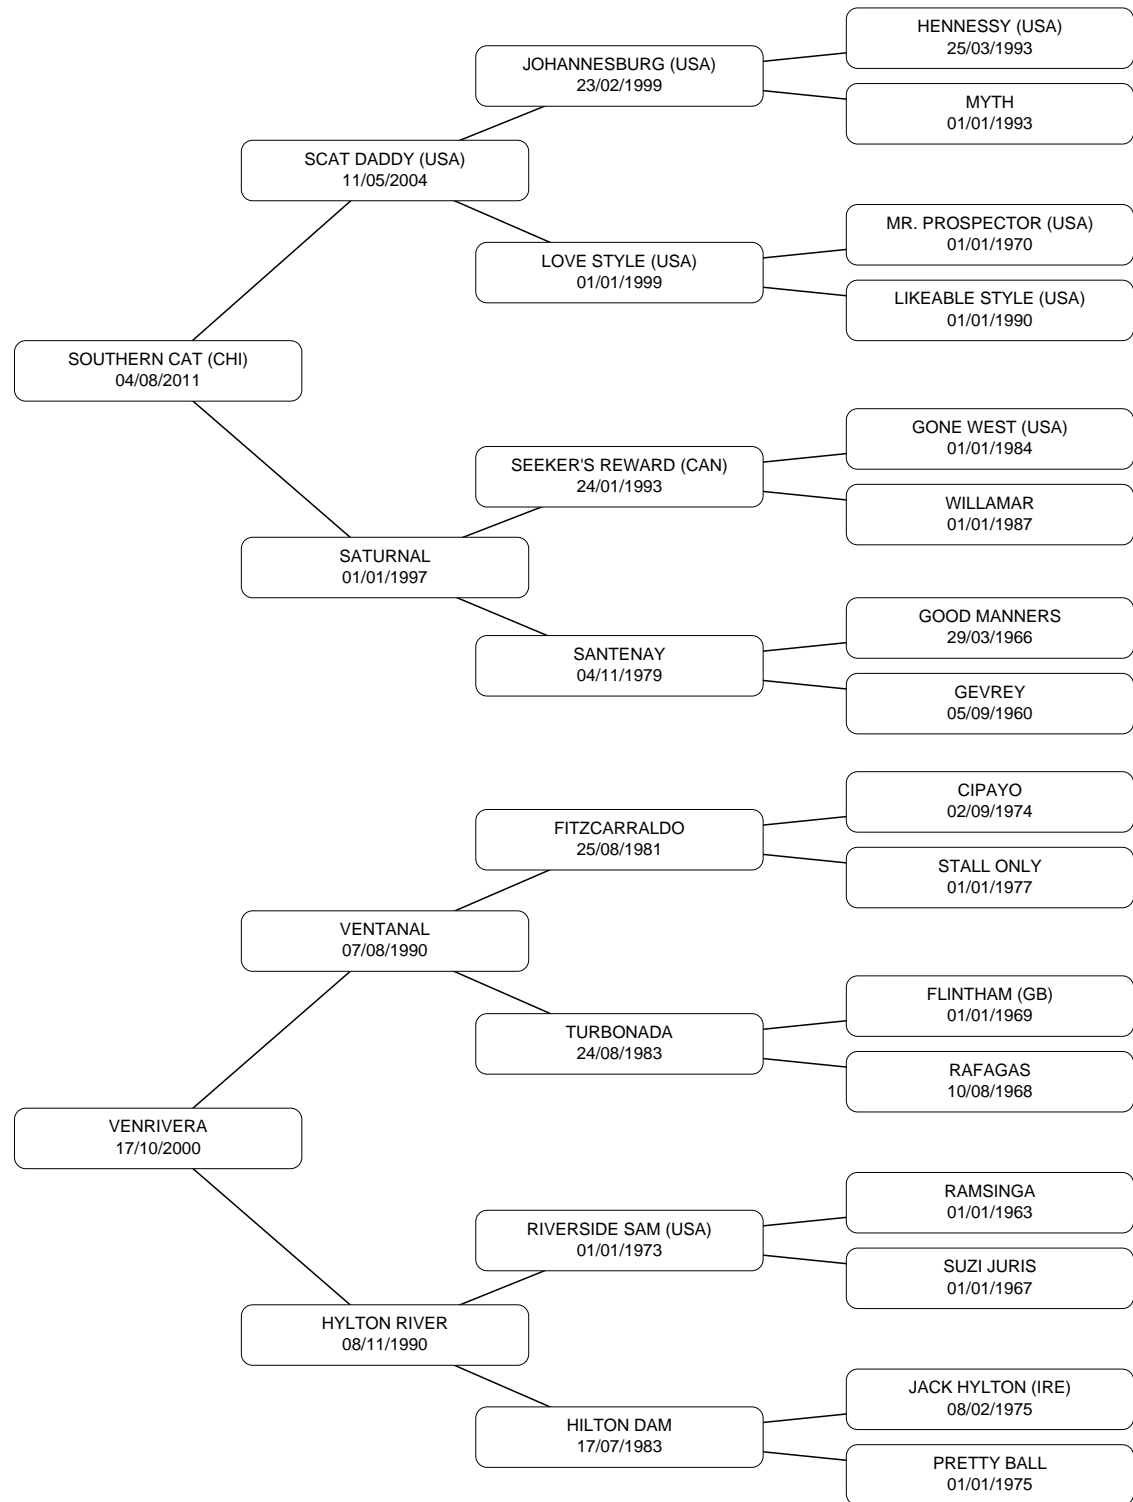 HENNESSY (USA)
25/03/1993
JOHANNESBURG (USA)
23/02/1999
MYTH
01/01/1993
SCAT DADDY (USA)
11/05/2004
MR. PROSPECTOR (USA)
01/01/1970
LOVE STYLE (USA)
01/01/1999
LIKEABLE STYLE (USA)
01/01/1990
SOUTHERN CAT (CHI)
04/08/2011
GONE WEST (USA)
01/01/1984
SEEKER'S REWARD (CAN)
24/01/1993
WILLAMAR
01/01/1987
SATURNAL
01/01/1997
GOOD MANNERS
29/03/1966
SANTENAY
04/11/1979
GEVREY
05/09/1960
CIPAYO
02/09/1974
FITZCARRALDO
25/08/1981
STALL ONLY
01/01/1977
VENTANAL
07/08/1990
FLINTHAM (GB)
01/01/1969
TURBONADA
24/08/1983
RAFAGAS
10/08/1968
VENRIVERA
17/10/2000
RAMSINGA
01/01/1963
RIVERSIDE SAM (USA)
01/01/1973
SUZI JURIS
01/01/1967
HYLTON RIVER
08/11/1990
JACK HYLTON (IRE)
08/02/1975
HILTON DAM
17/07/1983
PRETTY BALL
01/01/1975